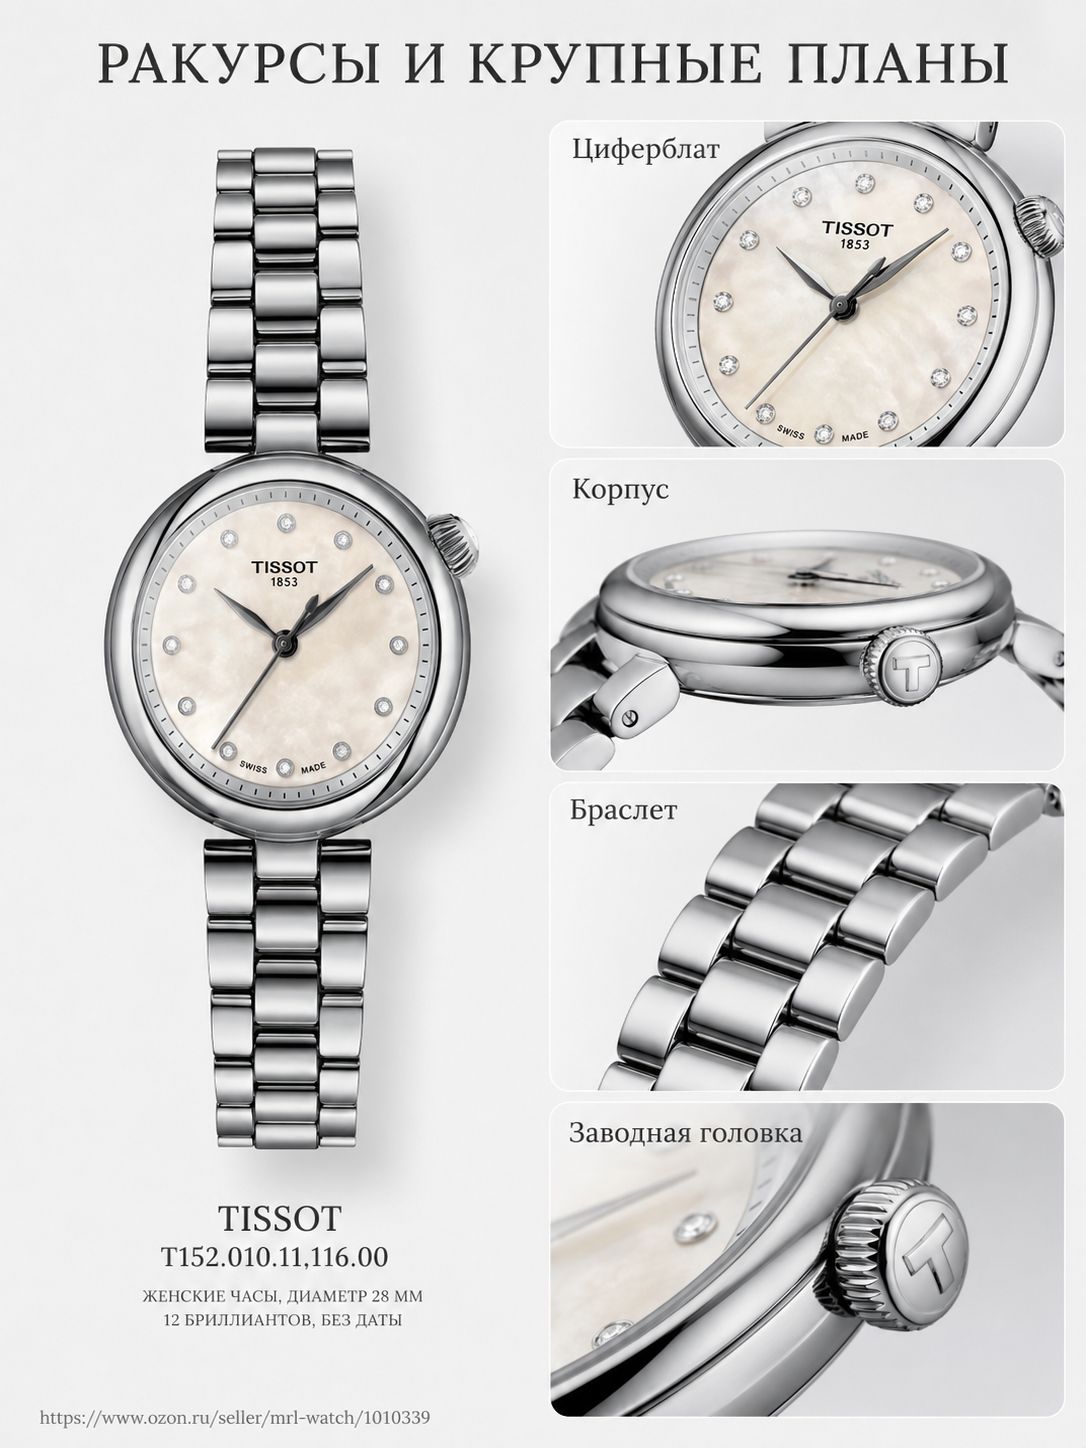 РАКУРСЫ И КРУПНЫЕ ПЛАНЫ
TISSOT
1853
SWISS MADE
TISSOT
T152.010.11,116.00
ЖЕНСКИЕ ЧАСЫ, ДИАМЕТР 28 ММ
12 БРИЛЛИАНТОВ, БЕЗ ДАТЫ
https://www.ozon.ru/seller/mrl-watch/1010339
Циферблат
TISSOT
1853
SWISS MADE
Корпус
T
Браслет
Заводная головка
T